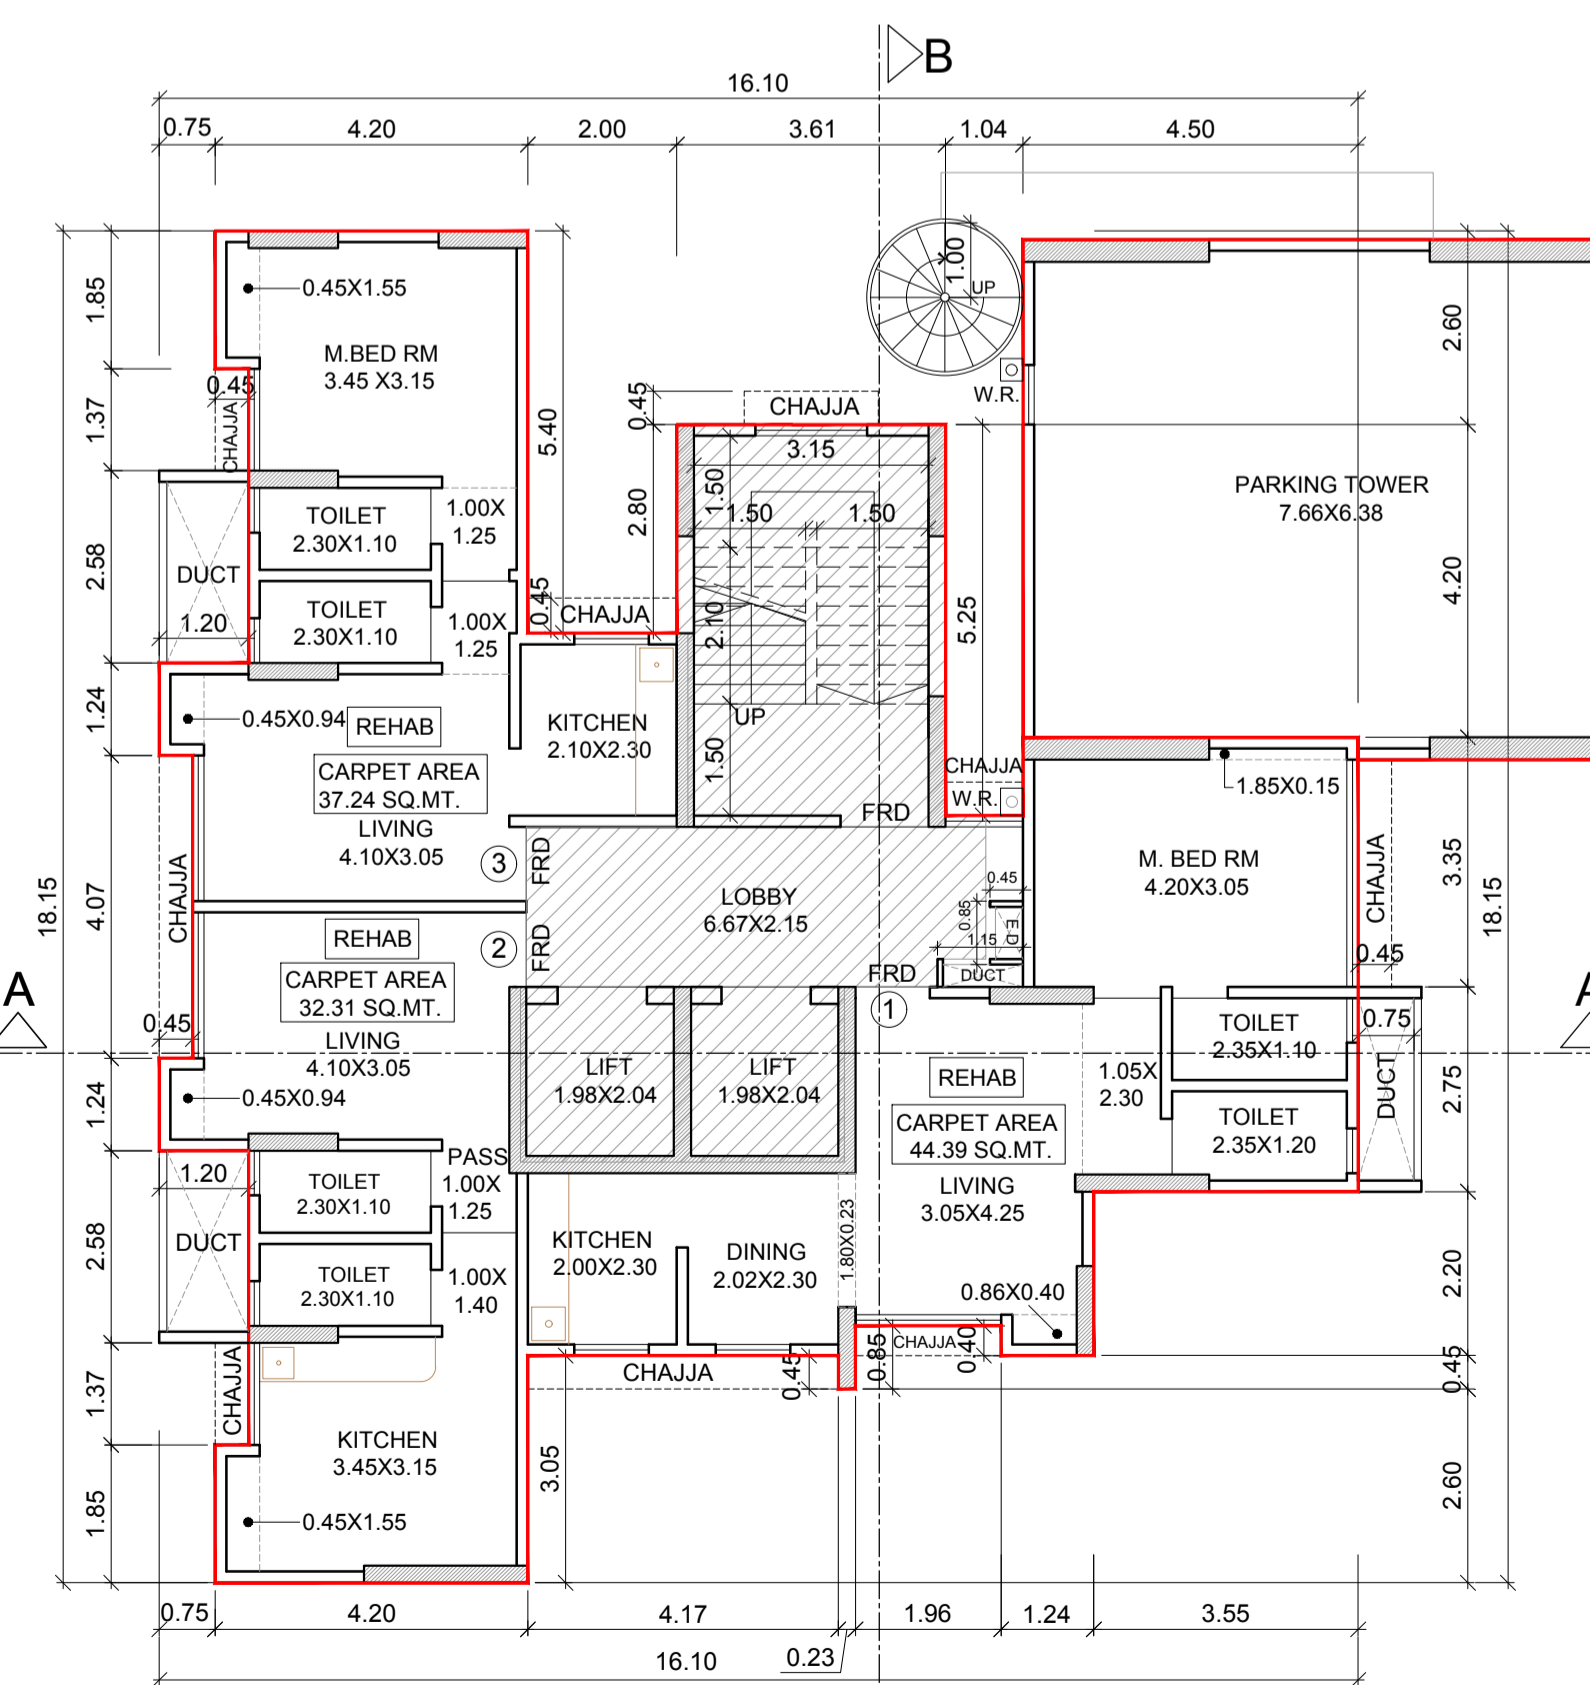 B
16.10
0.75
4.20
2.00
3.61
1.04
4.50
1.85
0.45X1.55
M.BED RM
3.45 X3.15
1.00
UP
W.R.
2.60
0.45
CHAJJA
1.37
5.40
0.45
CHAJJA
3.15
2.80
1.50
1.50
1.50
PARKING TOWER
7.66X6.38
TOILET
2.30X1.10
1.00X
1.25
2.58
DUCT
1.20
TOILET
2.30X1.10
1.00X
1.25
0.45
CHAJJA
2.10
5.25
4.20
1.24
0.45X0.94
REHAB
CARPET AREA
37.24 SQ.MT.
LIVING
4.10X3.05
KITCHEN
2.10X2.30
UP
1.50
CHAJJA
W.R.
FRD
1.85X0.15
3
FRD
M. BED RM
4.20X3.05
CHAJJA
3.35
18.15
4.07
CHAJJA
LOBBY
6.67X2.15
0.45
0.85
E-D
1.15
DUCT
18.15
REHAB
2
FRD
CARPET AREA
32.31 SQ.MT.
FRD
1
0.45
A
A
0.45
LIVING
4.10X3.05
LIFT
1.98X2.04
LIFT
1.98X2.04
REHAB
TOILET
2.35X1.10
0.75
DUCT
1.05X
2.30
2.75
1.24
0.45X0.94
CARPET AREA
44.39 SQ.MT.
TOILET
2.35X1.20
PASS
1.00X
1.25
1.20
TOILET
2.30X1.10
LIVING
3.05X4.25
2.58
DUCT
KITCHEN
2.00X2.30
DINING
2.02X2.30
1.80X0.23
TOILET
2.30X1.10
1.00X
1.40
0.86X0.40
2.20
CHAJJA
0.45
0.85
CHAJJA
0.40
0.45
1.37
CHAJJA
KITCHEN
3.45X3.15
3.05
2.60
1.85
0.45X1.55
0.75
4.20
4.17
1.96
1.24
3.55
0.23
16.10